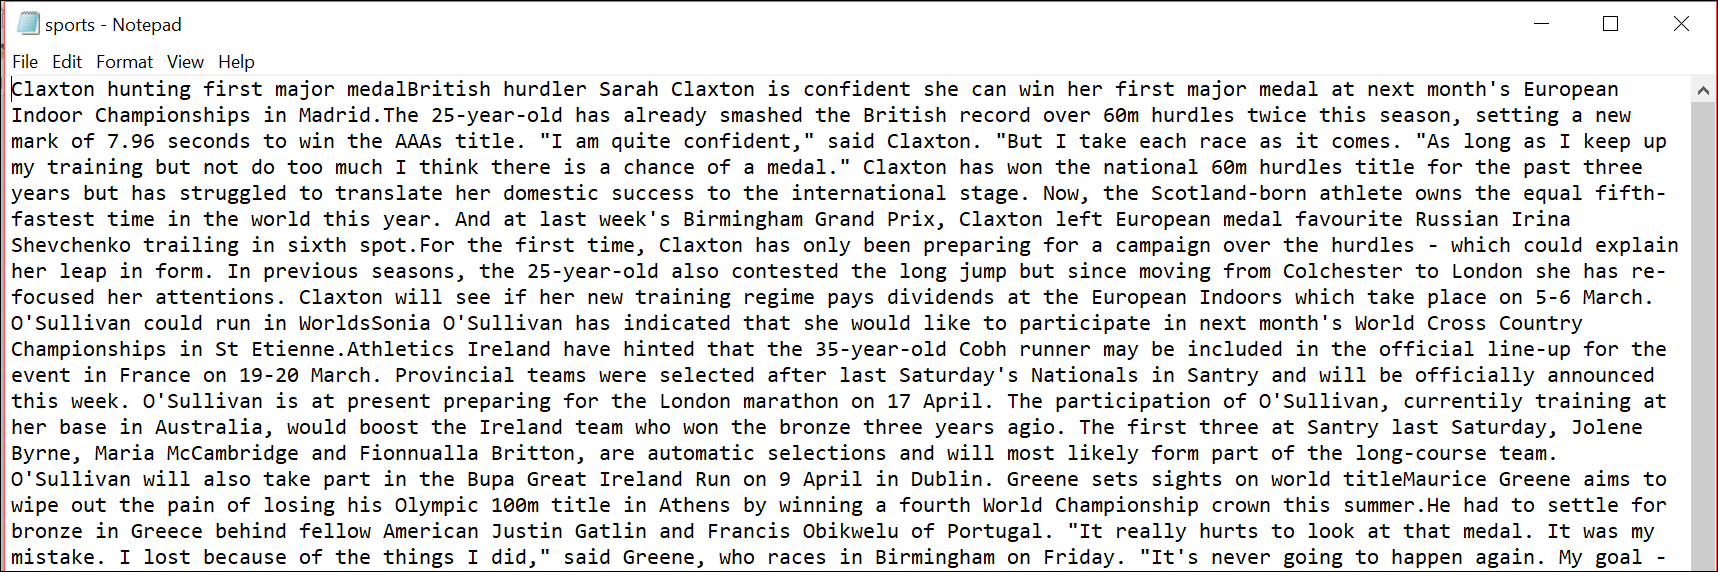 sports - Notepad
File Edit Format View Help
Claxton hunting first major medalBritish hurdler Sarah Claxton is confident she can win her first major medal at next month's European
Indoor Championships in Madrid.The 25-year-old has already smashed the British record over 60m hurdles twice this season, setting a new
mark of 7.96 seconds to win the AAAs title. "I am quite confident," said Claxton. "But I take each race as it comes. "As long as I keep up
my training but not do too much I think there is a chance of a medal." Claxton has won the national 60m hurdles title for the past three
years but has struggled to translate her domestic success to the international stage. Now, the Scotland-born athlete owns the equal fifth-
fastest time in the world this year. And at last week's Birmingham Grand Prix, Claxton left European medal favourite Russian Irina
Shevchenko trailing in sixth spot.For the first time, Claxton has only been preparing for a campaign over the hurdles - which could explain
her leap in form. In previous seasons, the 25-year-old also contested the long jump but since moving from Colchester to London she has re-
focused her attentions. Claxton will see if her new training regime pays dividends at the European Indoors which take place on 5-6 March.
O'Sullivan could run in WorldsSonia O'Sullivan has indicated that she would like to participate in next month's World Cross Country
Championships in St Etienne.Athletics Ireland have hinted that the 35-year-old Cobh runner may be included in the official line-up for the
event in France on 19-20 March. Provincial teams were selected after last Saturday's Nationals in Santry and will be officially announced
this week. O'Sullivan is at present preparing for the London marathon on 17 April. The participation of O'Sullivan, currentily training at
her base in Australia, would boost the Ireland team who won the bronze three years agio. The first three at Santry last Saturday, Jolene
Byrne, Maria McCambridge and Fionnualla Britton, are automatic selections and will most likely form part of the long-course team.
O'Sullivan will also take part in the Bupa Great Ireland Run on 9 April in Dublin. Greene sets sights on world titleMaurice Greene aims to
wipe out the pain of losing his Olympic 100m title in Athens by winning a fourth World Championship crown this summer.He had to settle for
bronze in Greece behind fellow American Justin Gatlin and Francis Obikwelu of Portugal. "It really hurts to look at that medal. It was my
mistake. I lost because of the things I did," said Greene, who races in Birmingham on Friday. "It's never going to happen again. My goal -